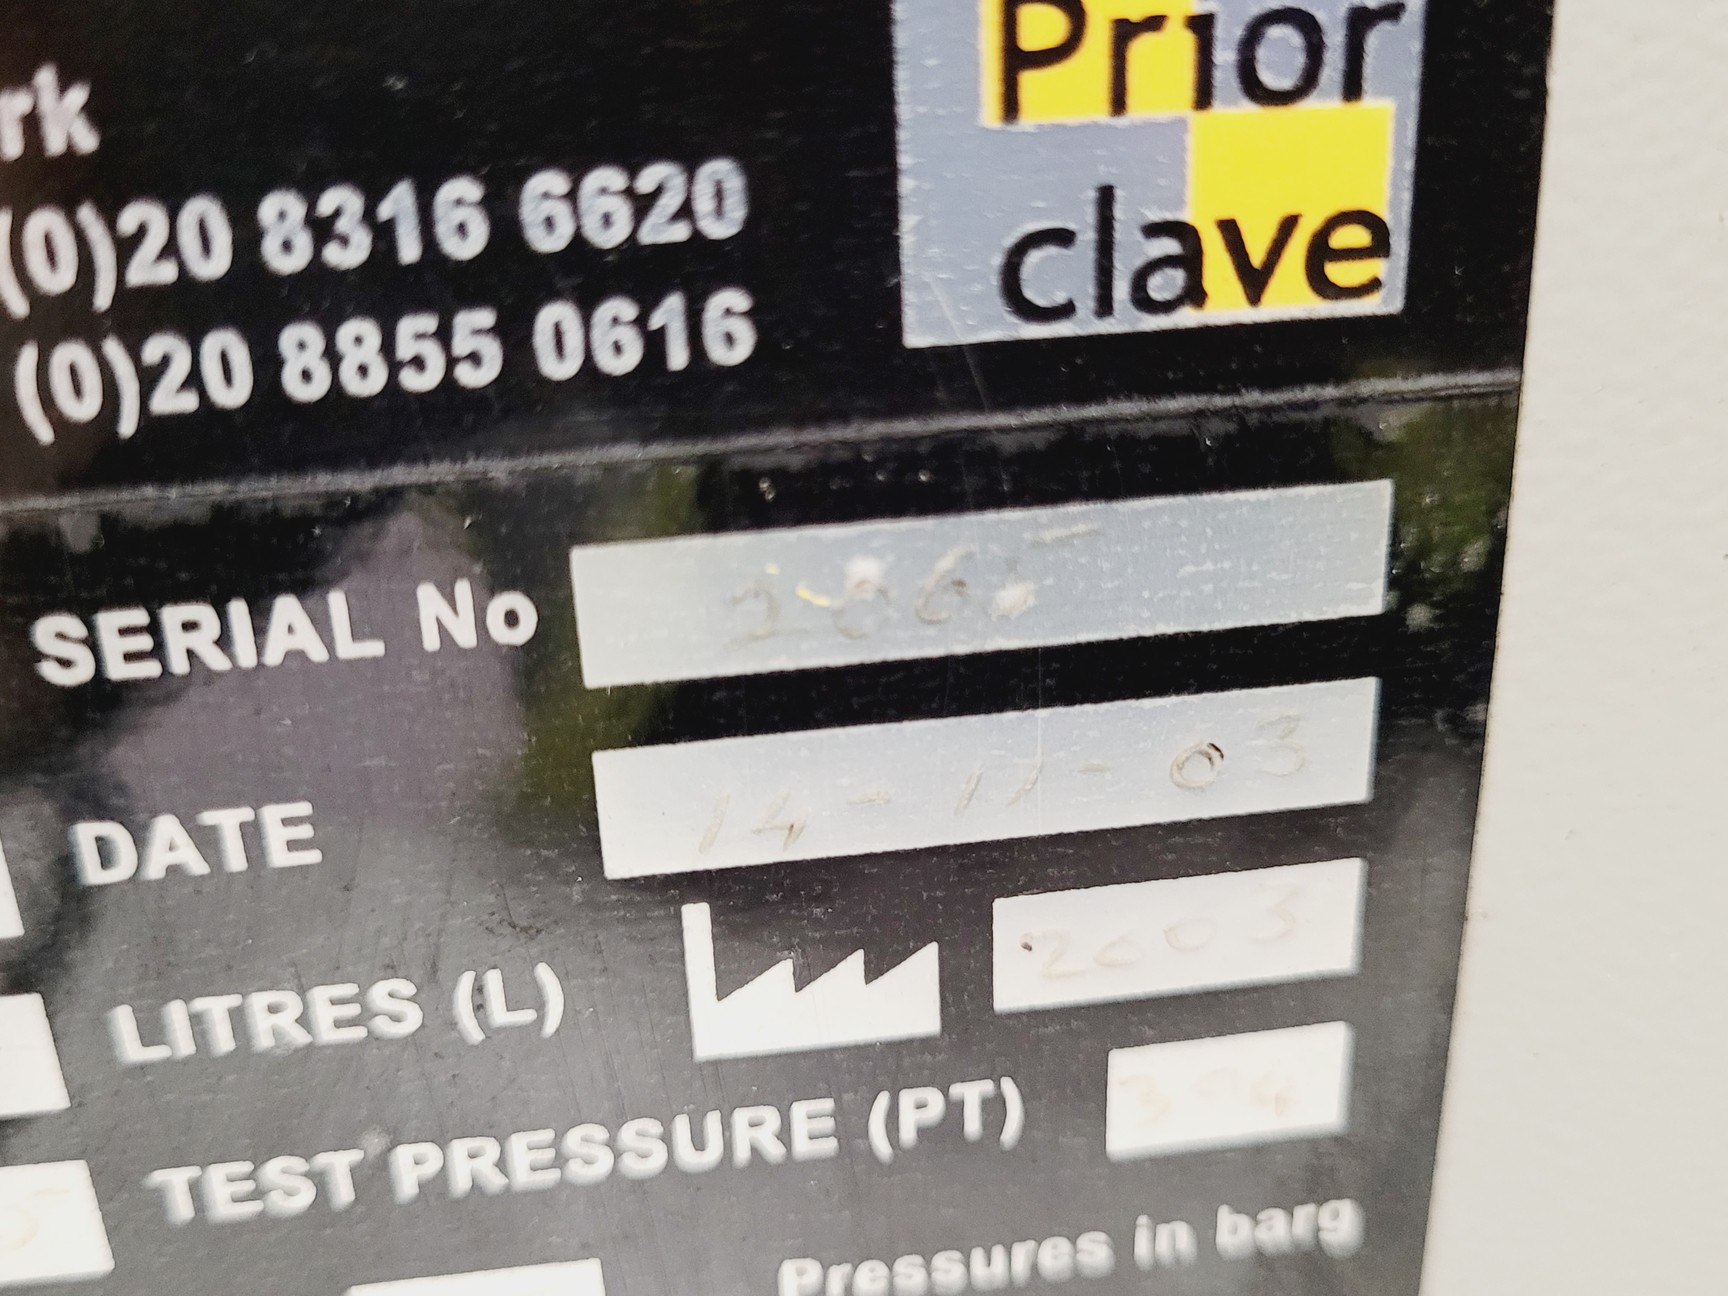 Prior
clave
rk
(0)20 8316 6620
(0)20 8855 0616
SERIAL No
DATE 14 - 11 - 03
LITRES (L) 2003
TEST PRESSURE (PT)
Pressures in barg